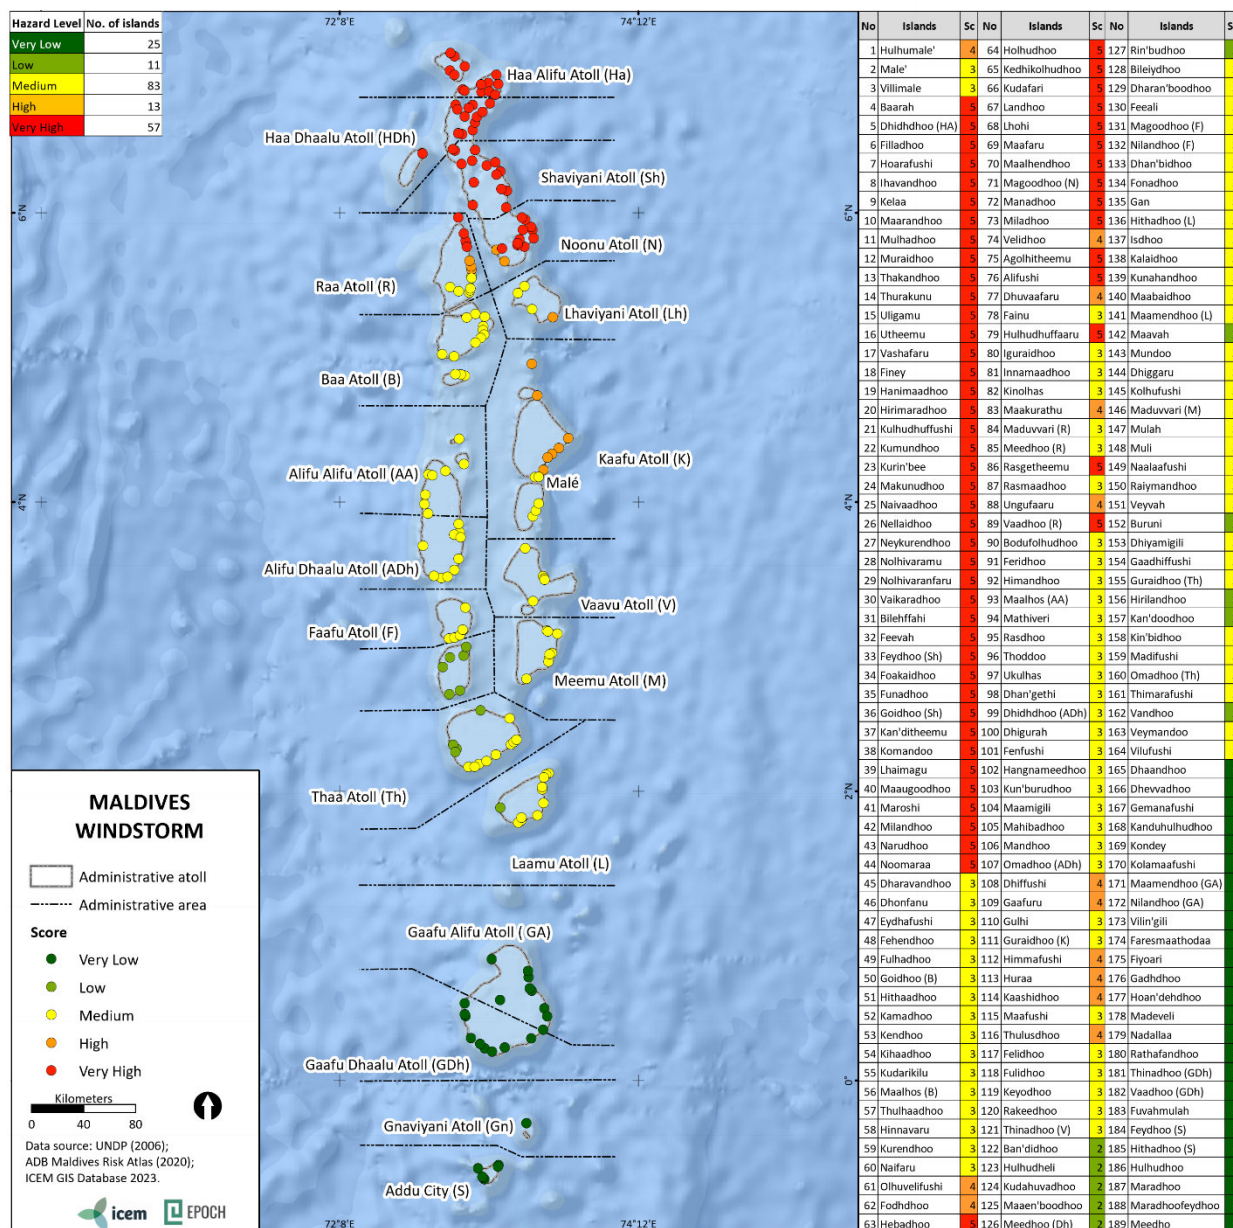 Hazard Level No. of islands
Very Low 25
Low 11
Medium 83
High 13
Very High 57
72°8'E
74°12'E
Haa Alifu Atoll (Ha)
Haa Dhaalu Atoll (HDh)
Shaviyani Atoll (Sh)
6°N
6°N
Noonu Atoll (N)
Raa Atoll (R)
Lhaviyani Atoll (Lh)
Baa Atoll (B)
Kaafu Atoll (K)
Alifu Alifu Atoll (AA)
Malé
4°N
4°N
Alifu Dhaalu Atoll (ADh)
Vaavu Atoll (V)
Faafu Atoll (F)
Meemu Atoll (M)
Thaa Atoll (Th)
2°N
Laamu Atoll (L)
Gaafu Alifu Atoll ( GA)
Gaafu Dhaalu Atoll (GDh)
0°
Gnaviyani Atoll (Gn)
Addu City (S)
72°8'E
74°12'E
MALDIVES
WINDSTORM
Administrative atoll
Administrative area
Score
Very Low
Low
Medium
High
Very High
Kilometers
0 40 80
Data source: UNDP (2006);
ADB Maldives Risk Atlas (2020);
ICEM GIS Database 2023.
icem EPOCH
No Islands Sc No Islands Sc No Islands S
1 Hulhumale' 4 64 Holhudhoo 5 127 Rin'budhoo
2 Male' 3 65 Kedhikolhudhoo 5 128 Bileiydhoo
3 Villimale 3 66 Kudafari 5 129 Dharan'boodhoo
4 Baarah 5 67 Landhoo 5 130 Feeali
5 Dhidhdhoo (HA) 5 68 Lhohi 5 131 Magoodhoo (F)
6 Filladhoo 5 69 Maafaru 5 132 Nilandhoo (F)
7 Hoarafushi 5 70 Maalhendhoo 5 133 Dhan'bidhoo
8 Ihavandhoo 5 71 Magoodhoo (N) 5 134 Fonadhoo
9 Kelaa 5 72 Manadhoo 5 135 Gan
10 Maarandhoo 5 73 Miladhoo 5 136 Hithadhoo (L)
11 Mulhadhoo 5 74 Velidhoo 4 137 Isdhoo
12 Muraidhoo 5 75 Agolhitheemu 5 138 Kalaidhoo
13 Thakandhoo 5 76 Alifushi 5 139 Kunahandhoo
14 Thurakunu 5 77 Dhuvaafaru 4 140 Maabaidhoo
15 Uligamu 5 78 Fainu 3 141 Maamendhoo (L)
16 Utheemu 5 79 Hulhudhuffaaru 5 142 Maavah
17 Vashafaru 5 80 Iguraidhoo 3 143 Mundoo
18 Finey 5 81 Innamaadhoo 3 144 Dhiggaru
19 Hanimaadhoo 5 82 Kinolhas 3 145 Kolhufushi
20 Hirimaradhoo 5 83 Maakurathu 4 146 Maduvvari (M)
21 Kulhudhuffushi 5 84 Maduvvari (R) 3 147 Mulah
22 Kumundhoo 5 85 Meedhoo (R) 3 148 Muli
23 Kurin'bee 5 86 Rasgetheemu 5 149 Naalaafushi
24 Makunudhoo 5 87 Rasmaadhoo 3 150 Raiymandhoo
25 Naivaadhoo 5 88 Ungufaaru 4 151 Veyvah
26 Nellaidhoo 5 89 Vaadhoo (R) 5 152 Buruni
27 Neykurendhoo 5 90 Bodufolhudhoo 3 153 Dhiyamigili
28 Nolhivaramu 5 91 Feridhoo 3 154 Gaadhiffushi
29 Nolhivaranfaru 5 92 Himandhoo 3 155 Guraidhoo (Th)
30 Vaikaradhoo 5 93 Maalhos (AA) 3 156 Hirilandhoo
31 Bilehffahi 5 94 Mathiveri 3 157 Kan'doodhoo
32 Feevah 5 95 Rasdhoo 3 158 Kin'bidhoo
33 Feydhoo (Sh) 5 96 Thoddoo 3 159 Madifushi
34 Foakaidhoo 5 97 Ukulhas 3 160 Omadhoo (Th)
35 Funadhoo 5 98 Dhan'gethi 3 161 Thimarafushi
36 Goidhoo (Sh) 5 99 Dhidhdhoo (ADh) 3 162 Vandhoo
37 Kan'ditheemu 5 100 Dhigurah 3 163 Veymandoo
38 Komandoo 5 101 Fenfushi 3 164 Vilufushi
39 Lhaimagu 5 102 Hangnameedhoo 3 165 Dhaandhoo
40 Maaugoodhoo 5 103 Kun'burudhoo 3 166 Dhevvadhoo
41 Maroshi 5 104 Maamigili 3 167 Gemanafushi
42 Milandhoo 5 105 Mahibadhoo 3 168 Kanduhulhudhoo
43 Narudhoo 5 106 Mandhoo 3 169 Kondey
44 Noomaraa 5 107 Omadhoo (ADh) 3 170 Kolamaafushi
45 Dharavandhoo 3 108 Dhiffushi 4 171 Maamendhoo (GA)
46 Dhonfanu 3 109 Gaafuru 4 172 Nilandhoo (GA)
47 Eydhafushi 3 110 Gulhi 3 173 Vilin'gili
48 Fehendhoo 3 111 Guraidhoo (K) 3 174 Faresmaathodaa
49 Fulhadhoo 3 112 Himmafushi 4 175 Fiyoari
50 Goidhoo (B) 3 113 Huraa 4 176 Gadhdhoo
51 Hithaadhoo 3 114 Kaashidhoo 4 177 Hoan'dehdhoo
52 Kamadhoo 3 115 Maafushi 3 178 Madeveli
53 Kendhoo 3 116 Thulusdhoo 4 179 Nadallaa
54 Kihaadhoo 3 117 Felidhoo 3 180 Rathafandhoo
55 Kudarikilu 3 118 Fulidhoo 3 181 Thinadhoo (GDh)
56 Maalhos (B) 3 119 Keyodhoo 3 182 Vaadhoo (GDh)
57 Thulhaadhoo 3 120 Rakeedhoo 3 183 Fuvahmulah
58 Hinnavaru 3 121 Thinadhoo (V) 3 184 Feydhoo (S)
59 Kurendhoo 3 122 Ban'didhoo 2 185 Hithadhoo (S)
60 Naifaru 3 123 Hulhudheli 2 186 Hulhudhoo
61 Olhuvelifushi 4 124 Kudahuvadhoo 2 187 Maradhoo
62 Fodhdhoo 4 125 Maaen'boodhoo 2 188 Maradhoofeydhoo
63 Hebadhoo 5 126 Meedhoo (Dh) 2 189 Meedho